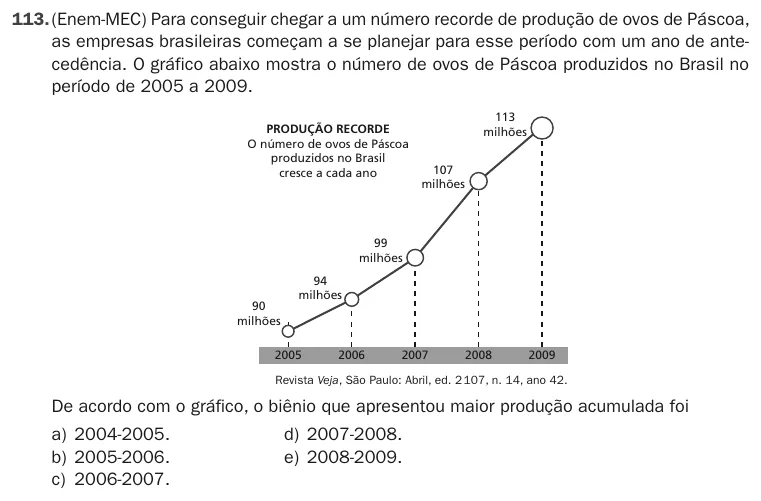 113. (Enem-MEC) Para conseguir chegar a um número recorde de produção de ovos de Páscoa,
as empresas brasileiras começam a se planejar para esse período com um ano de ante-
cedência. O gráfico abaixo mostra o número de ovos de Páscoa produzidos no Brasil no
período de 2005 a 2009.
PRODUÇÃO RECORDE
O número de ovos de Páscoa
produzidos no Brasil
cresce a cada ano
90
milhões
94
milhões
99
milhões
107
milhões
113
milhões
2005 2006 2007 2008 2009
Revista Veja, São Paulo: Abril, ed. 2107, n. 14, ano 42.
De acordo com o gráfico, o biênio que apresentou maior produção acumulada foi
a) 2004-2005.
b) 2005-2006.
c) 2006-2007.
d) 2007-2008.
e) 2008-2009.